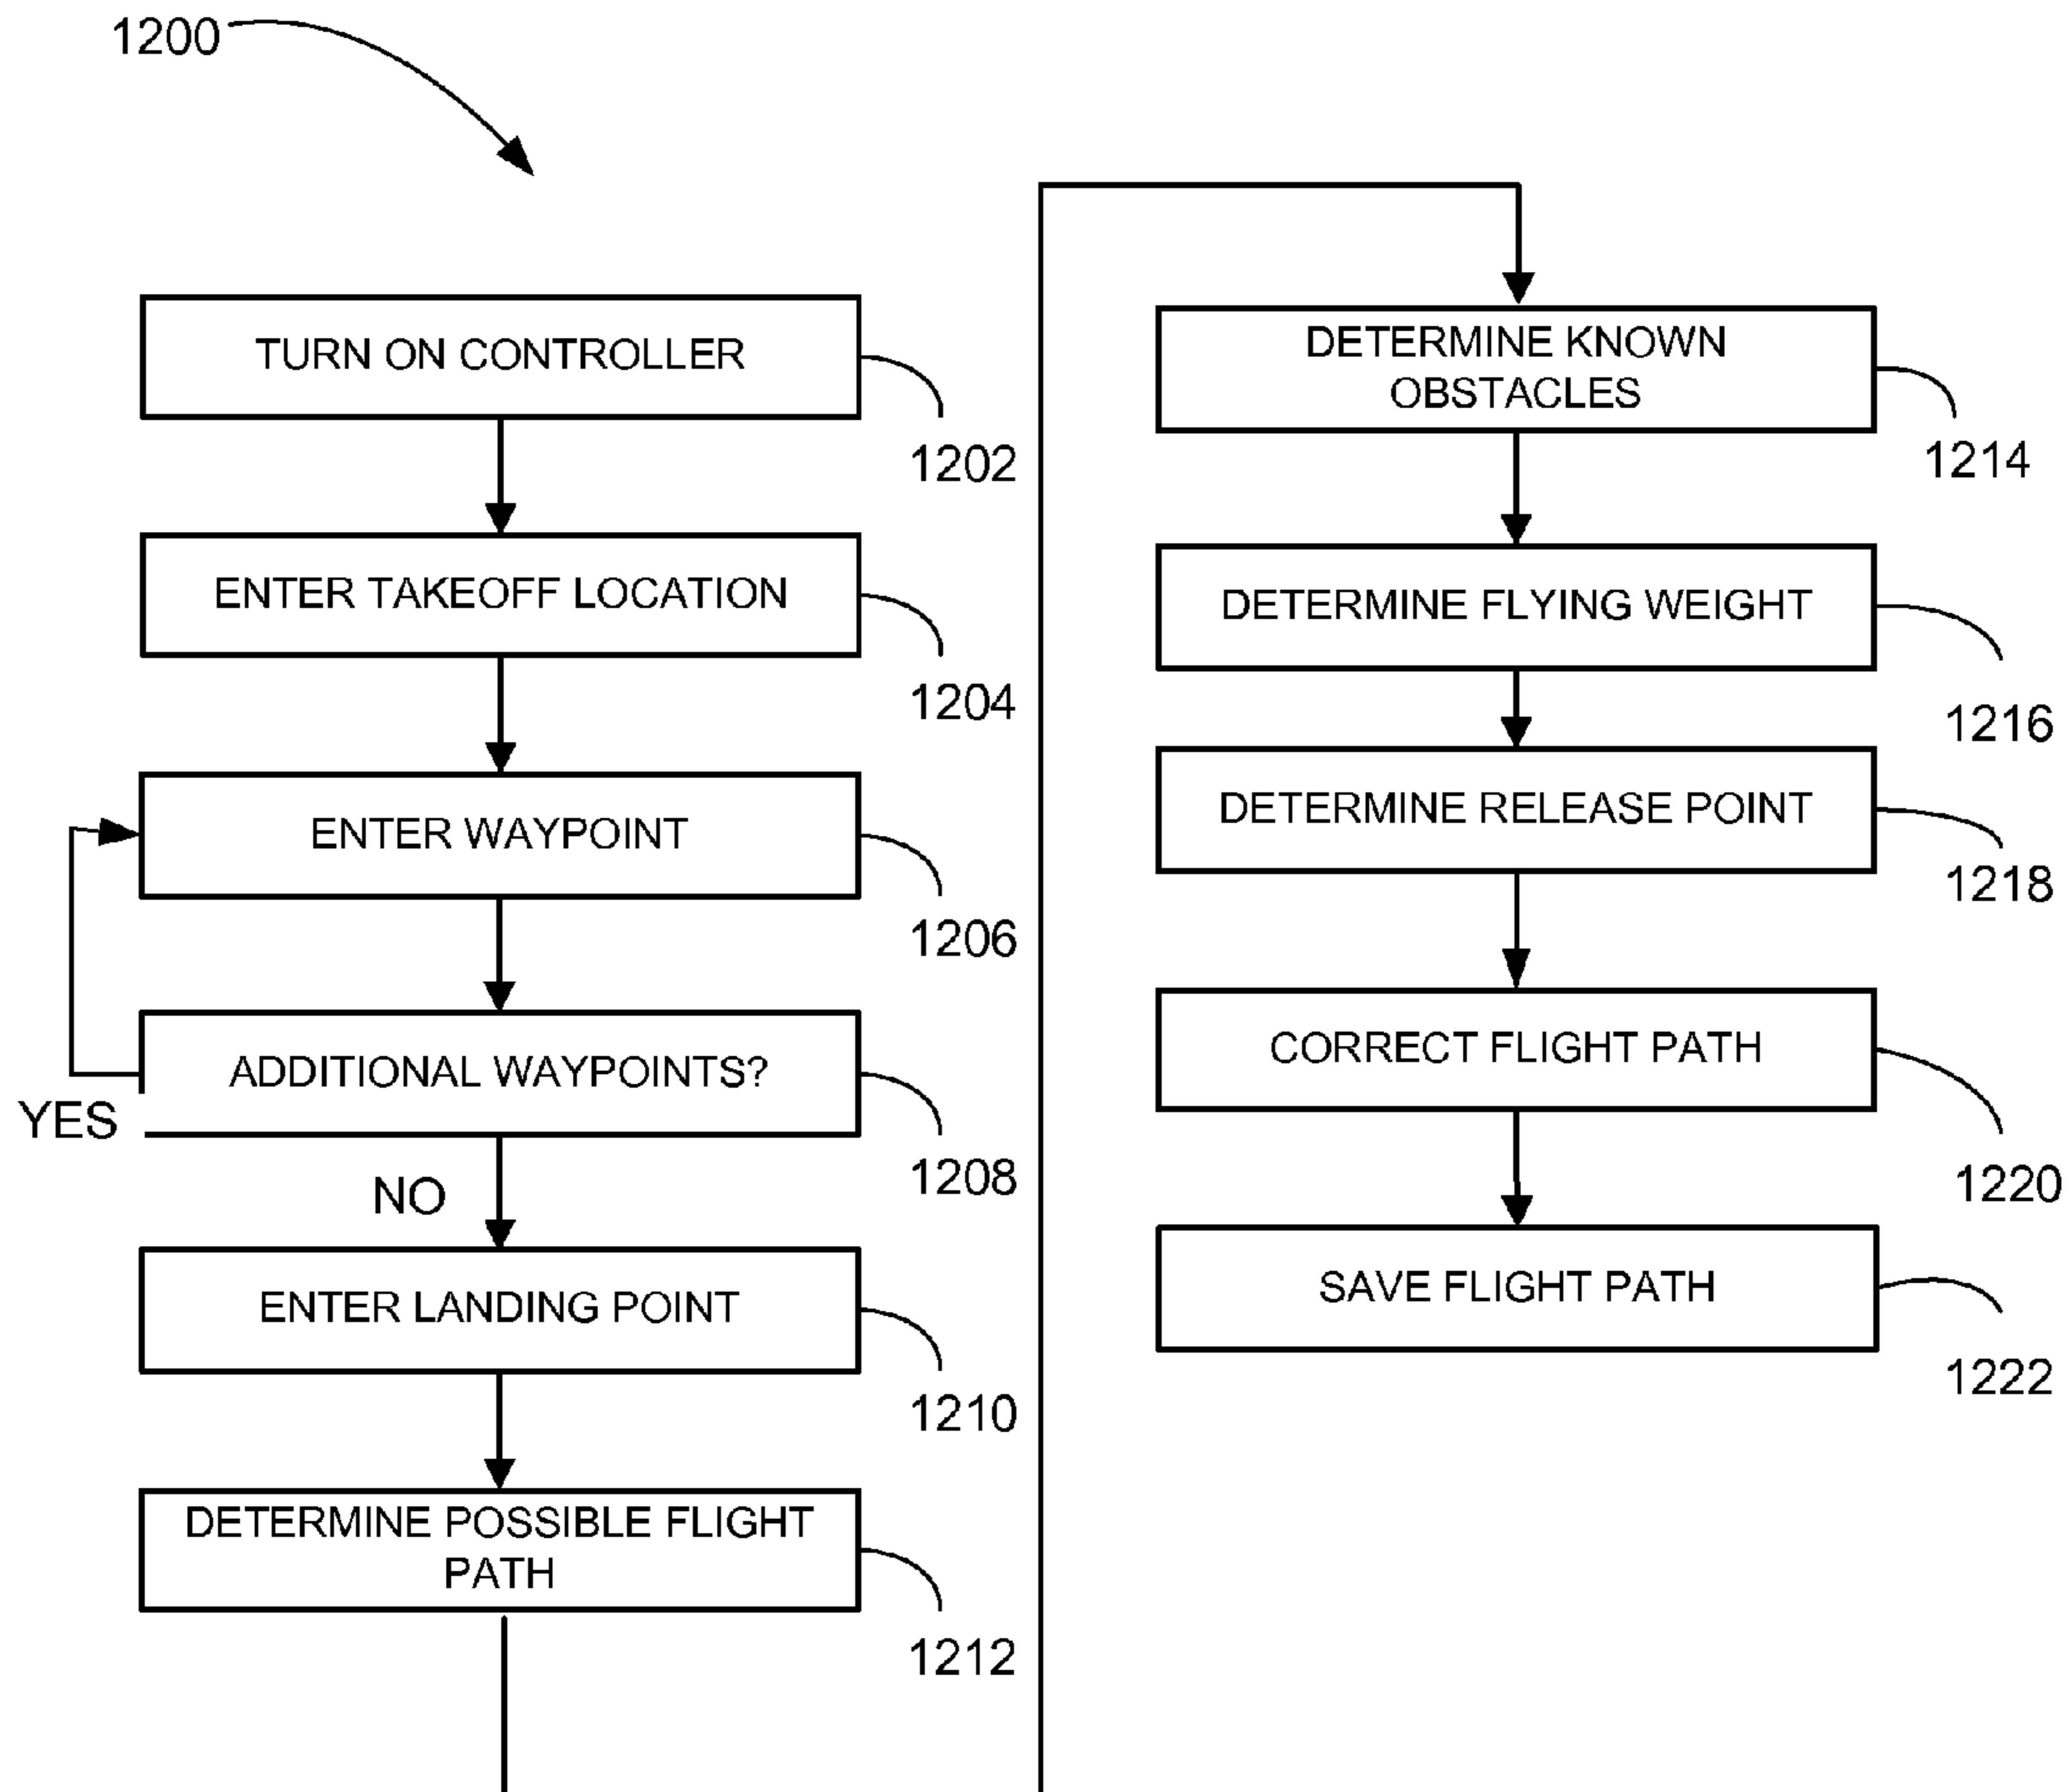 1200
TURN ON CONTROLLER
1202
ENTER TAKEOFF LOCATION
1204
ENTER WAYPOINT
1206
ADDITIONAL WAYPOINTS?
YES
1208
NO
ENTER LANDING POINT
1210
DETERMINE POSSIBLE FLIGHT
PATH
1212
DETERMINE KNOWN
OBSTACLES
1214
DETERMINE FLYING WEIGHT
1216
DETERMINE RELEASE POINT
1218
CORRECT FLIGHT PATH
1220
SAVE FLIGHT PATH
1222